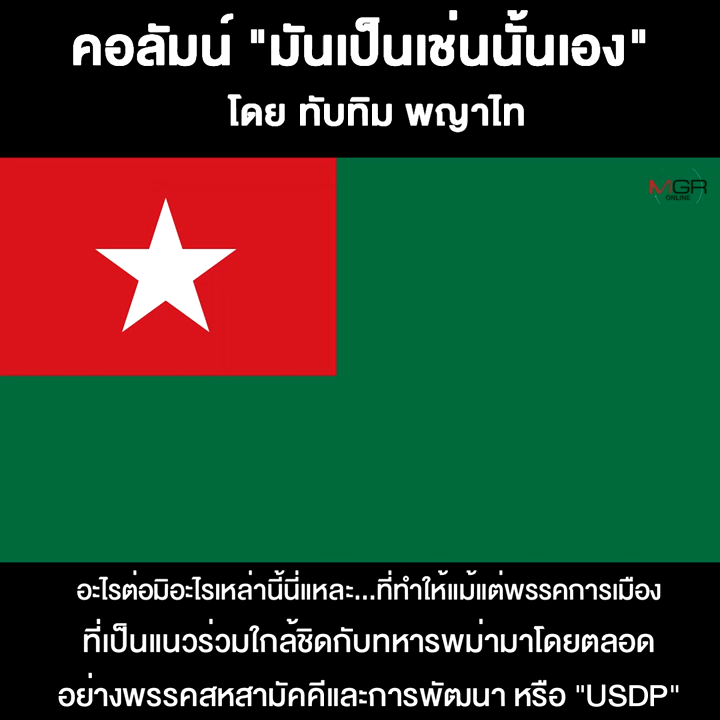 คอลัมน์ "มันเป็นเช่นนั้นเอง"
โดย ทับทิม พญาไท
MGR
ONLINE
อะไรต่อมิอะไรเหล่านี้นี่แหละ...ที่ทำให้แม้แต่พรรคการเมือง
ที่เป็นแนวร่วมใกล้ชิดกับทหารพม่ามาโดยตลอด
อย่างพรรคสหสามัคคีและการพัฒนา หรือ "USDP"